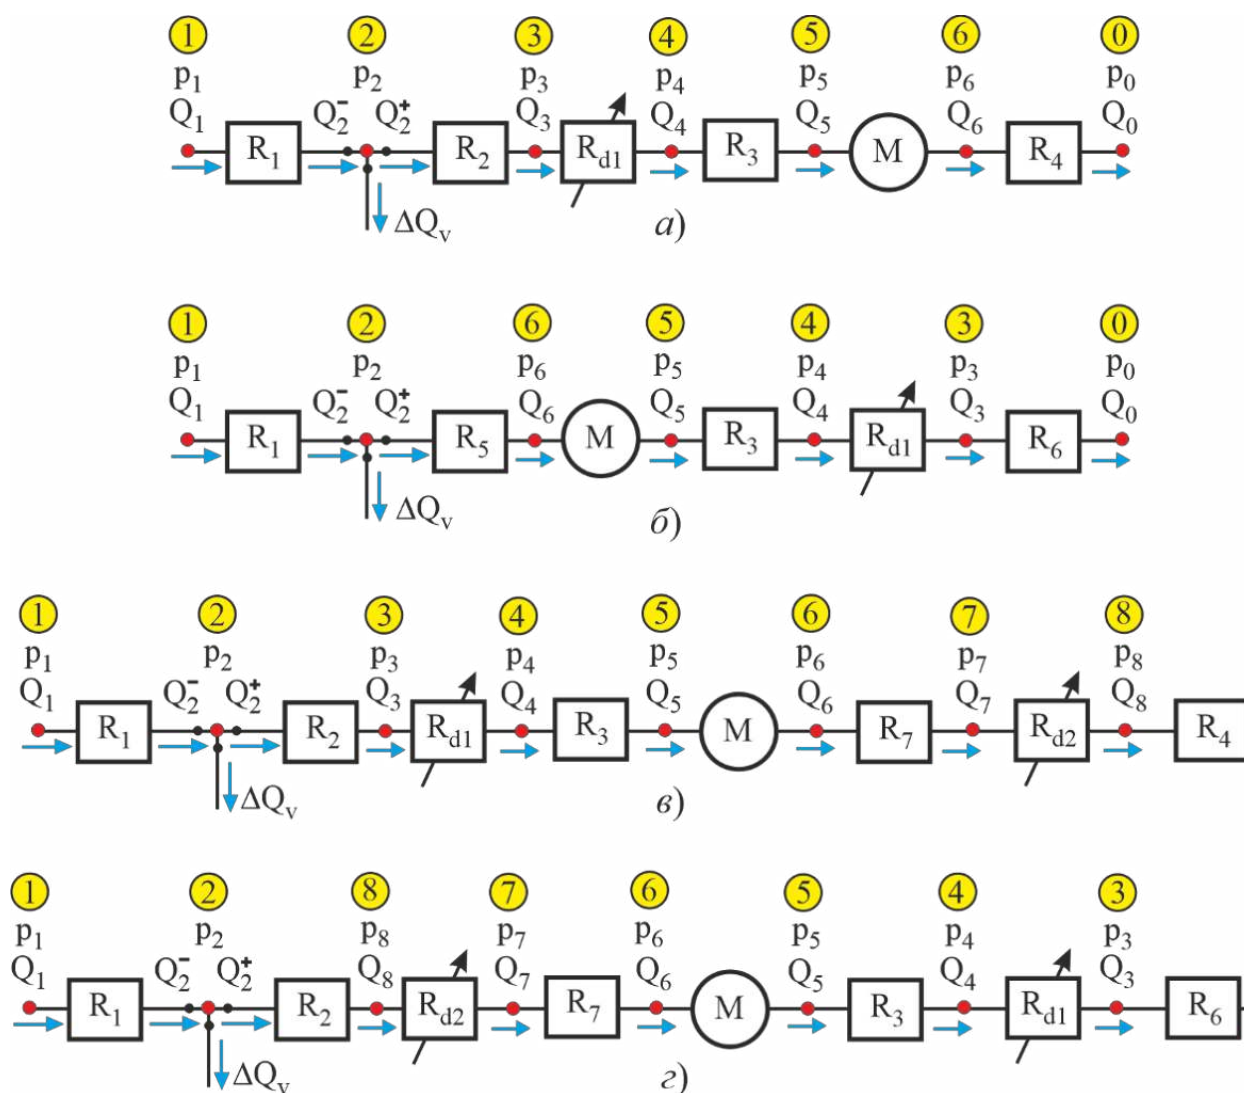 1 2 3 4 5 6 0
p1 p2 p3 p4 p5 p6 p0
Q1 Q2- Q2+ Q3 Q4 Q5 Q6 Q0
R1 R2 Rd1 R3 M R4
ΔQv а)
1 2 6 5 4 3 0
p1 p2 p6 p5 p4 p3 p0
Q1 Q2- Q2+ Q6 Q5 Q4 Q3 Q0
R1 R5 M R3 Rd1 R6
ΔQv б)
1 2 3 4 5 6 7 8
p1 p2 p3 p4 p5 p6 p7 p8
Q1 Q2- Q2+ Q3 Q4 Q5 Q6 Q7 Q8
R1 R2 Rd1 R3 M R7 Rd2 R4
ΔQv в)
1 2 8 7 6 5 4 3
p1 p2 p8 p7 p6 p5 p4 p3
Q1 Q2- Q2+ Q8 Q7 Q6 Q5 Q4 Q3
R1 R2 Rd2 R7 M R3 Rd1 R6
ΔQv г)